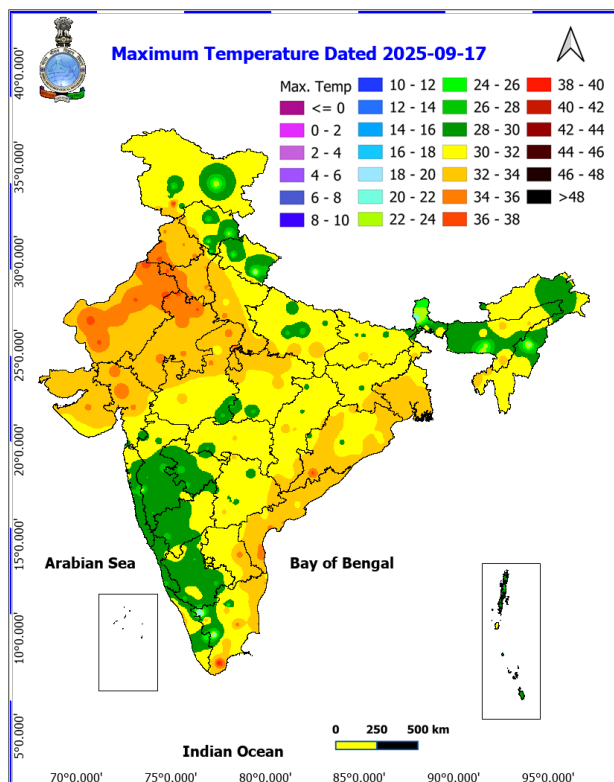 Maximum Temperature Dated 2025-09-17
Max. Temp
<= 0
0 - 2
2 - 4
4 - 6
6 - 8
8 - 10
10 - 12
12 - 14
14 - 16
16 - 18
18 - 20
20 - 22
22 - 24
24 - 26
26 - 28
28 - 30
30 - 32
32 - 34
34 - 36
36 - 38
38 - 40
40 - 42
42 - 44
44 - 46
46 - 48
>48
40°0.000'
35°0.000'
30°0.000'
25°0.000'
20°0.000'
15°0.000'
10°0.000'
5°0.000'
Arabian Sea
Bay of Bengal
Indian Ocean
0 250 500 km
70°0.000' 75°0.000' 80°0.000' 85°0.000' 90°0.000' 95°0.000'